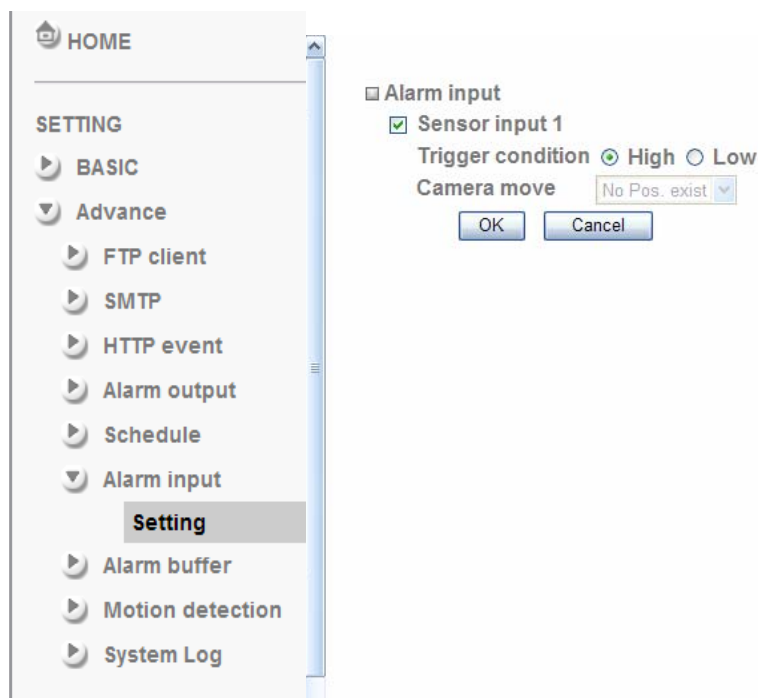 HOME
SETTING
BASIC
Advance
FTP client
SMTP
HTTP event
Alarm output
Schedule
Alarm input
Setting
Alarm buffer
Motion detection
System Log
Alarm input
Sensor input 1
Trigger condition High Low
Camera move No Pos. exist
OK Cancel